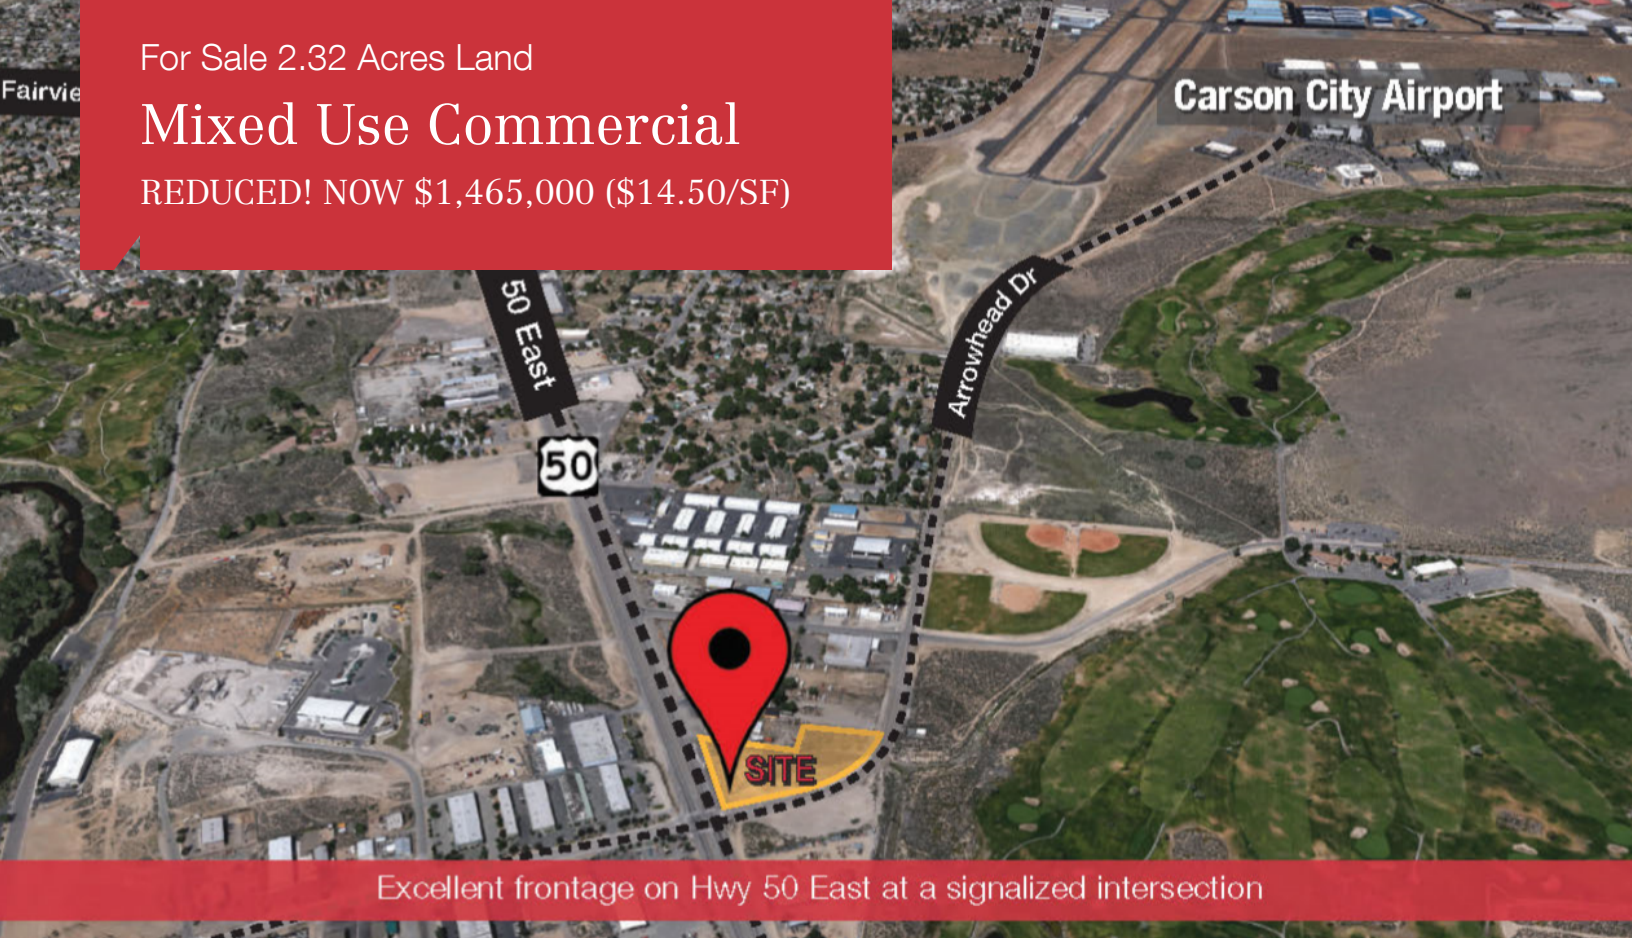 For Sale 2.32 Acres Land
Mixed Use Commercial
REDUCED! NOW $1,465,000 ($14.50/SF)
Fairvie
Carson City Airport
50 East
Arrowhead Dr
50
SITE
Excellent frontage on Hwy 50 East at a signalized intersection